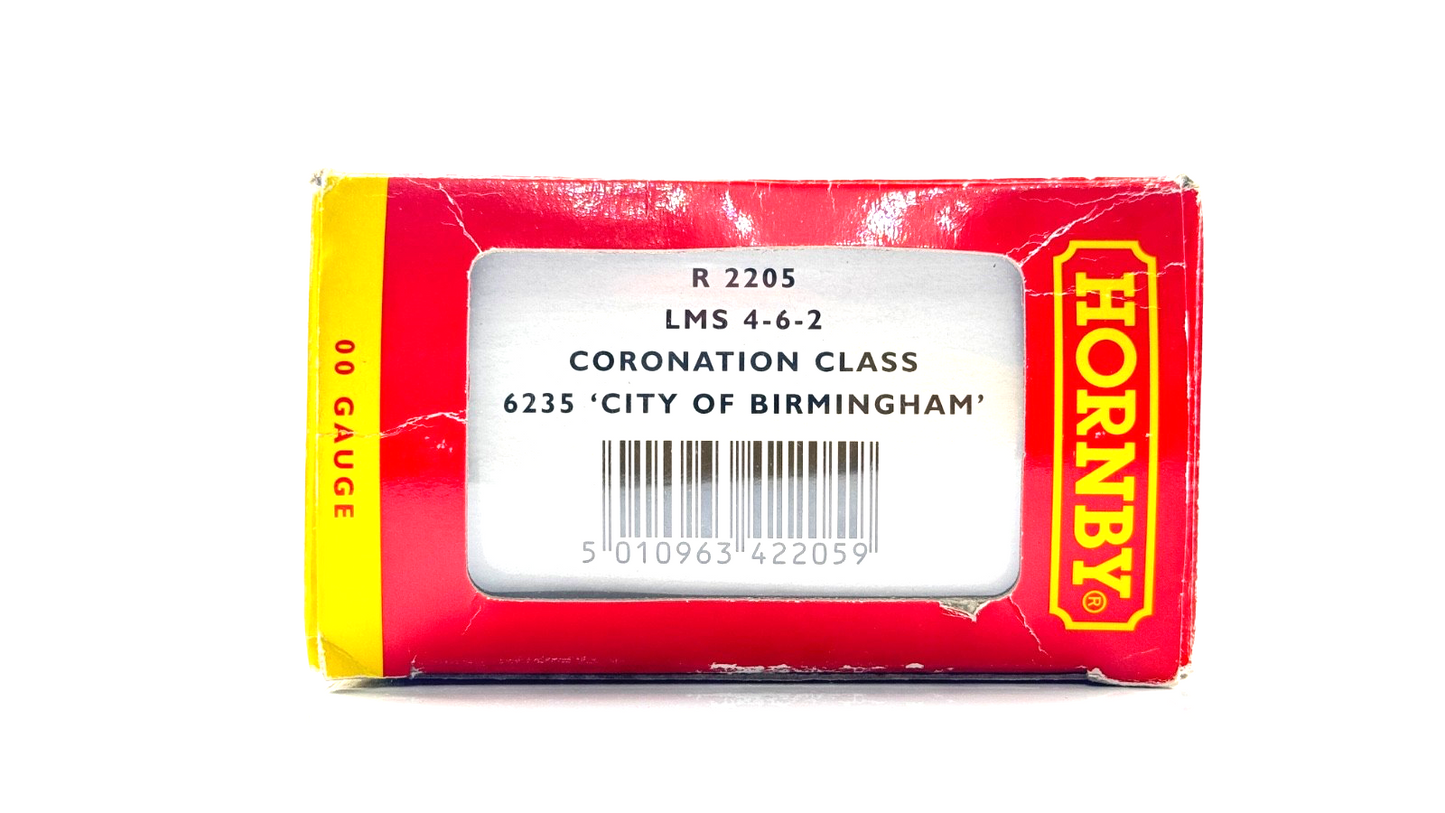 00 GAUGE
R 2205
LMS 4-6-2
CORONATION CLASS
6235 ‘CITY OF BIRMINGHAM’
5 010963 422059
HORNBY®